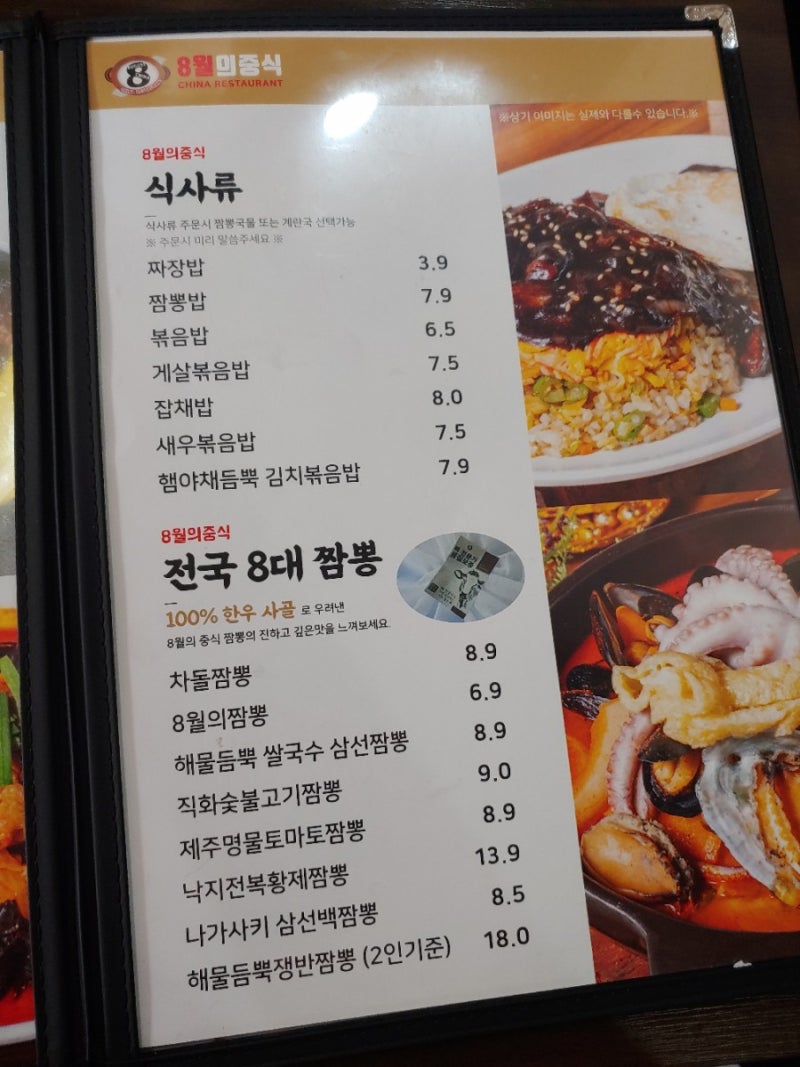 8월의중식
CHINA RESTAURANT
※상기 이미지는 실제와 다를수 있습니다.※
8월의중식
식사류
식사류 주문시 짬뽕국물 또는 계란국 선택가능
※ 주문시 미리 말씀주세요 ※
짜장밥 3.9
짬뽕밥 7.9
볶음밥 6.5
게살볶음밥 7.5
잡채밥 8.0
새우볶음밥 7.5
햄야채듬뿍 김치볶음밥 7.9
8월의중식
전국 8대 짬뽕
100% 한우 사골 로 우려낸
8월의 중식 짬뽕의 진하고 깊은맛을 느껴보세요.
차돌짬뽕 8.9
8월의짬뽕 6.9
해물듬뿍 쌀국수 삼선짬뽕 8.9
직화숯불고기짬뽕 9.0
제주명물토마토짬뽕 8.9
낙지전복황제짬뽕 13.9
나가사키 삼선백짬뽕 8.5
해물듬뿍쟁반짬뽕 (2인기준) 18.0